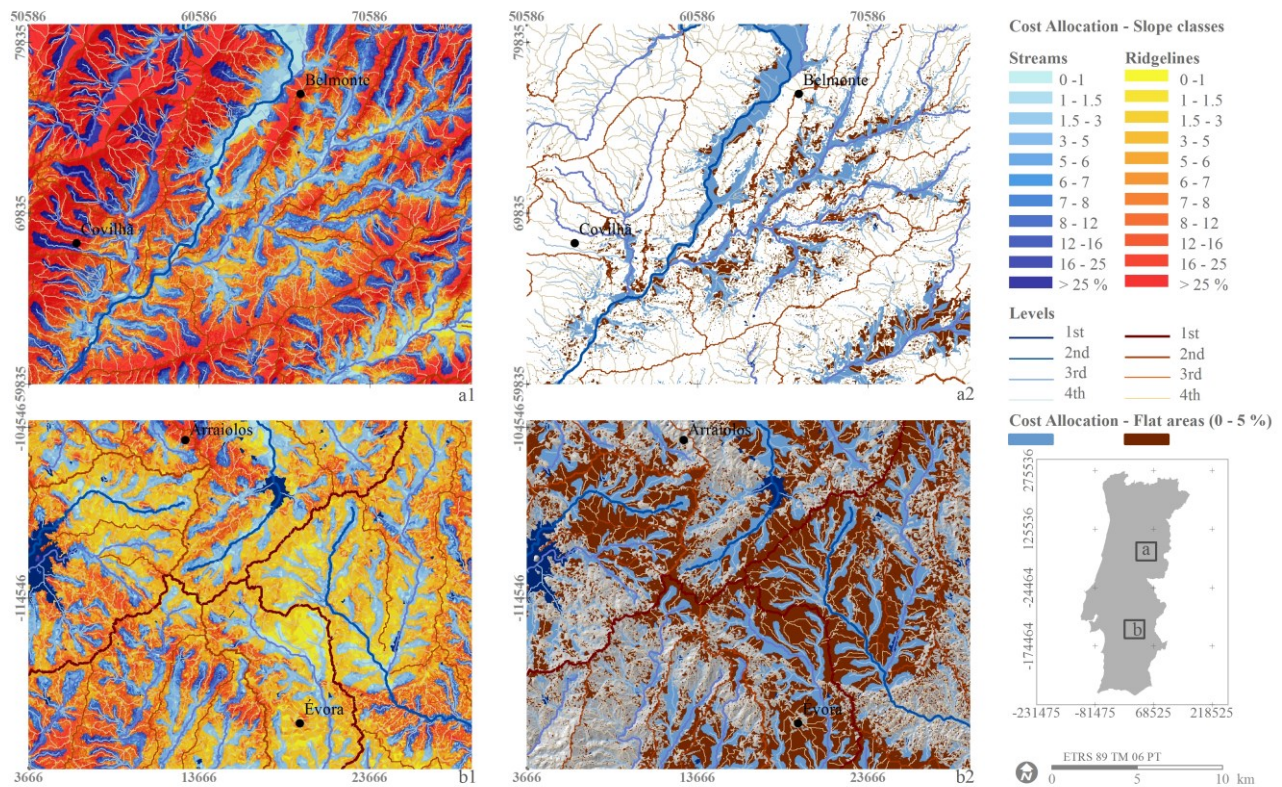 50586 60586 70586
79835
69835
59835
Belmonte
Covilhã
a1
50586 60586 70586
79835
69835
59835
Belmonte
Covilhã
a2
-104546
-114546
Arraiolos
Évora
3666 13666 23666
b1
-104546
-114546
Arraiolos
Évora
3666 13666 23666
b2
Cost Allocation - Slope classes
Streams Ridgelines
0 -1 0 -1
1 - 1.5 1 - 1.5
1.5 - 3 1.5 - 3
3 - 5 3 - 5
5 - 6 5 - 6
6 - 7 6 - 7
7 - 8 7 - 8
8 - 12 8 - 12
12 -16 12 -16
16 - 25 16 - 25
> 25 % > 25 %
Levels
1st 1st
2nd 2nd
3rd 3rd
4th 4th
Cost Allocation - Flat areas (0 - 5 %)
275536
125536
-24464
-174464
a
b
-231475 -81475 68525 218525
ETRS 89 TM 06 PT
0 5 10 km